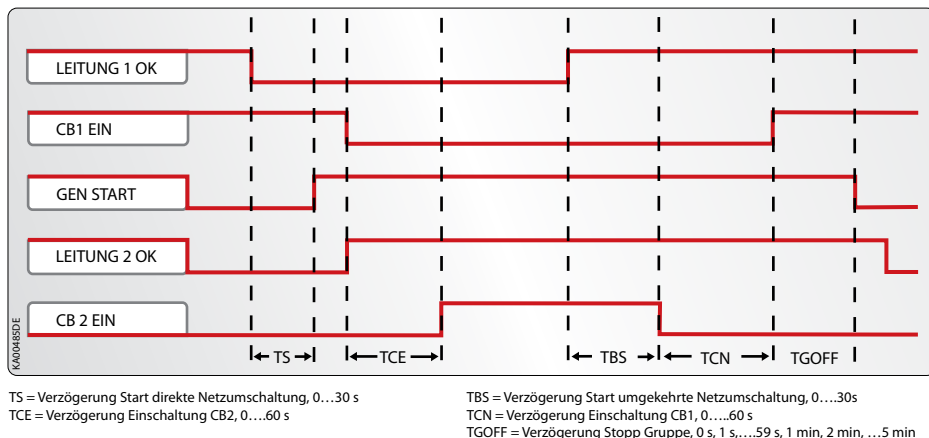 LEITUNG 1 OK
CB1 EIN
GEN START
LEITUNG 2 OK
CB 2 EIN
KA00485DE
TS
TCE
TBS
TCN
TGOFF
TS = Verzögerung Start direkte Netzumschaltung, 0…30 s
TCE = Verzögerung Einschaltung CB2, 0….60 s
TBS = Verzögerung Start umgekehrte Netzumschaltung, 0….30s
TCN = Verzögerung Einschaltung CB1, 0…..60 s
TGOFF = Verzögerung Stopp Gruppe, 0 s, 1 s,….59 s, 1 min, 2 min, …5 min